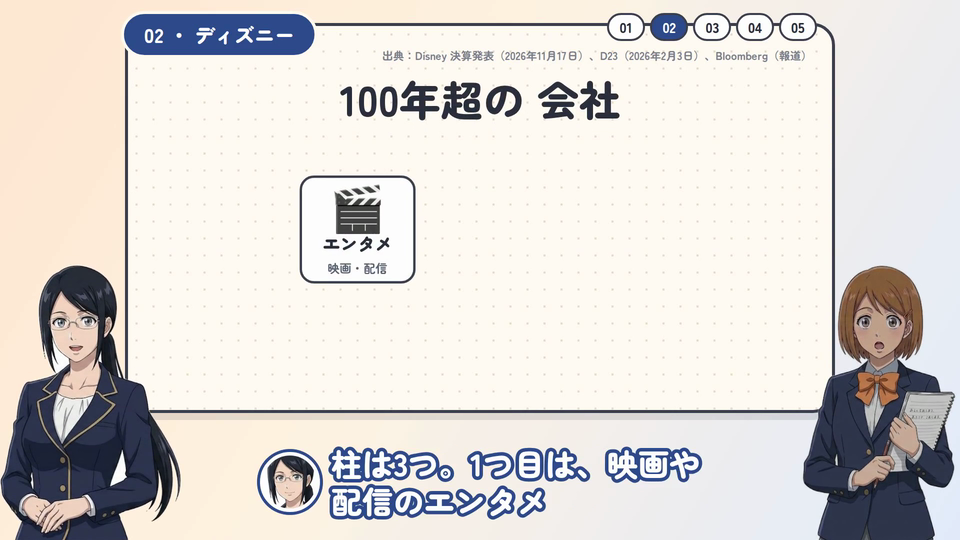 02 ・ ディズニー
01 02 03 04 05
出典：Disney 決算発表（2026年11月17日）、D23（2026年2月3日）、Bloomberg（報道）
100年超の 会社
エンタメ
映画・配信
柱は3つ。1つ目は、映画や
配信のエンタメ